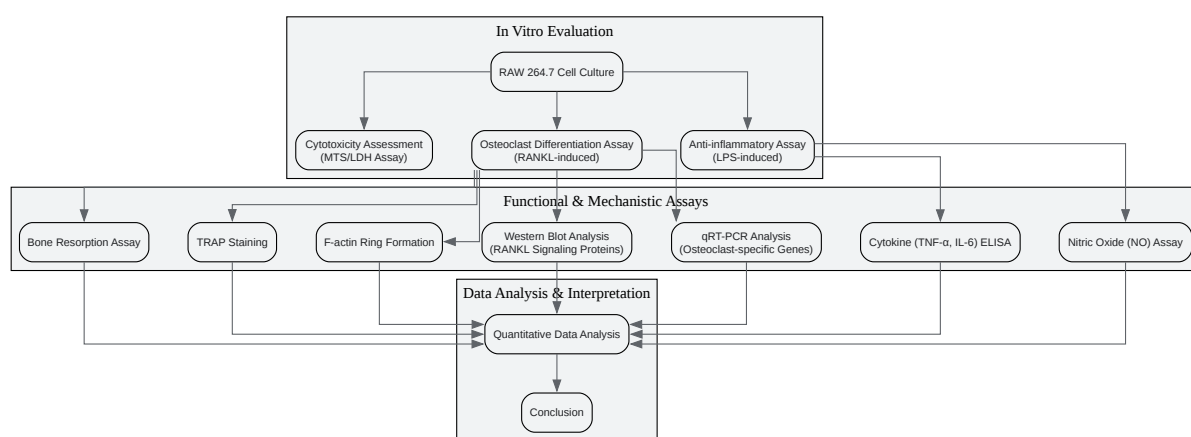 In Vitro Evaluation
RAW 264.7 Cell Culture
Cytotoxicity Assessment
(MTS/LDH Assay)
Osteoclast Differentiation Assay
(RANKL-induced)
Anti-inflammatory Assay
(LPS-induced)
Functional & Mechanistic Assays
Bone Resorption Assay
TRAP Staining
F-actin Ring Formation
Western Blot Analysis
(RANKL Signaling Proteins)
qRT-PCR Analysis
(Osteoclast-specific Genes)
Cytokine (TNF-α, IL-6) ELISA
Nitric Oxide (NO) Assay
Data Analysis & Interpretation
Quantitative Data Analysis
Conclusion